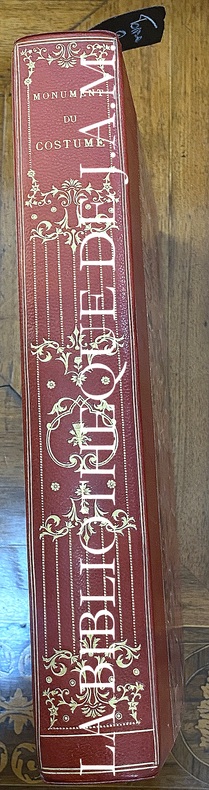 MONUMENT
DU
COSTUME
LA BIBLIOTHEQUE DE J.A.M